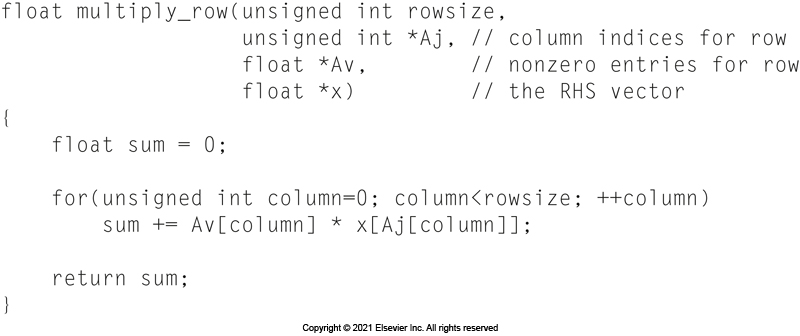 float multiply_row(unsigned int rowsize,
                   unsigned int *Aj, // column indices for row
                   float *Av,        // nonzero entries for row
                   float *x)         // the RHS vector
{
    float sum = 0;

    for(unsigned int column=0; column<rowsize; ++column)
        sum += Av[column] * x[Aj[column]];

    return sum;
}
Copyright © 2021 Elsevier Inc. All rights reserved